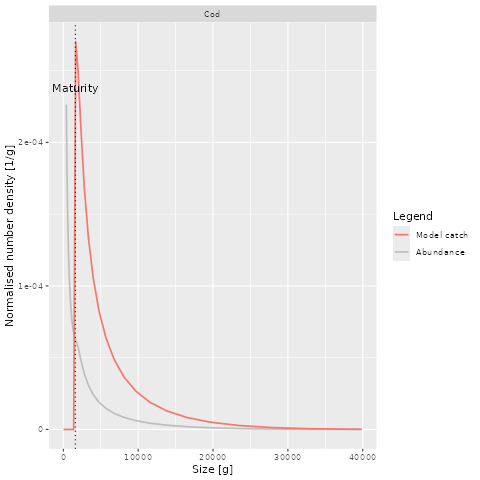 Cod
Maturity
Normalised number density [1/g]
2e-04
1e-04
0
0
10000
20000
30000
40000
Size [g]
Legend
Model catch
Abundance